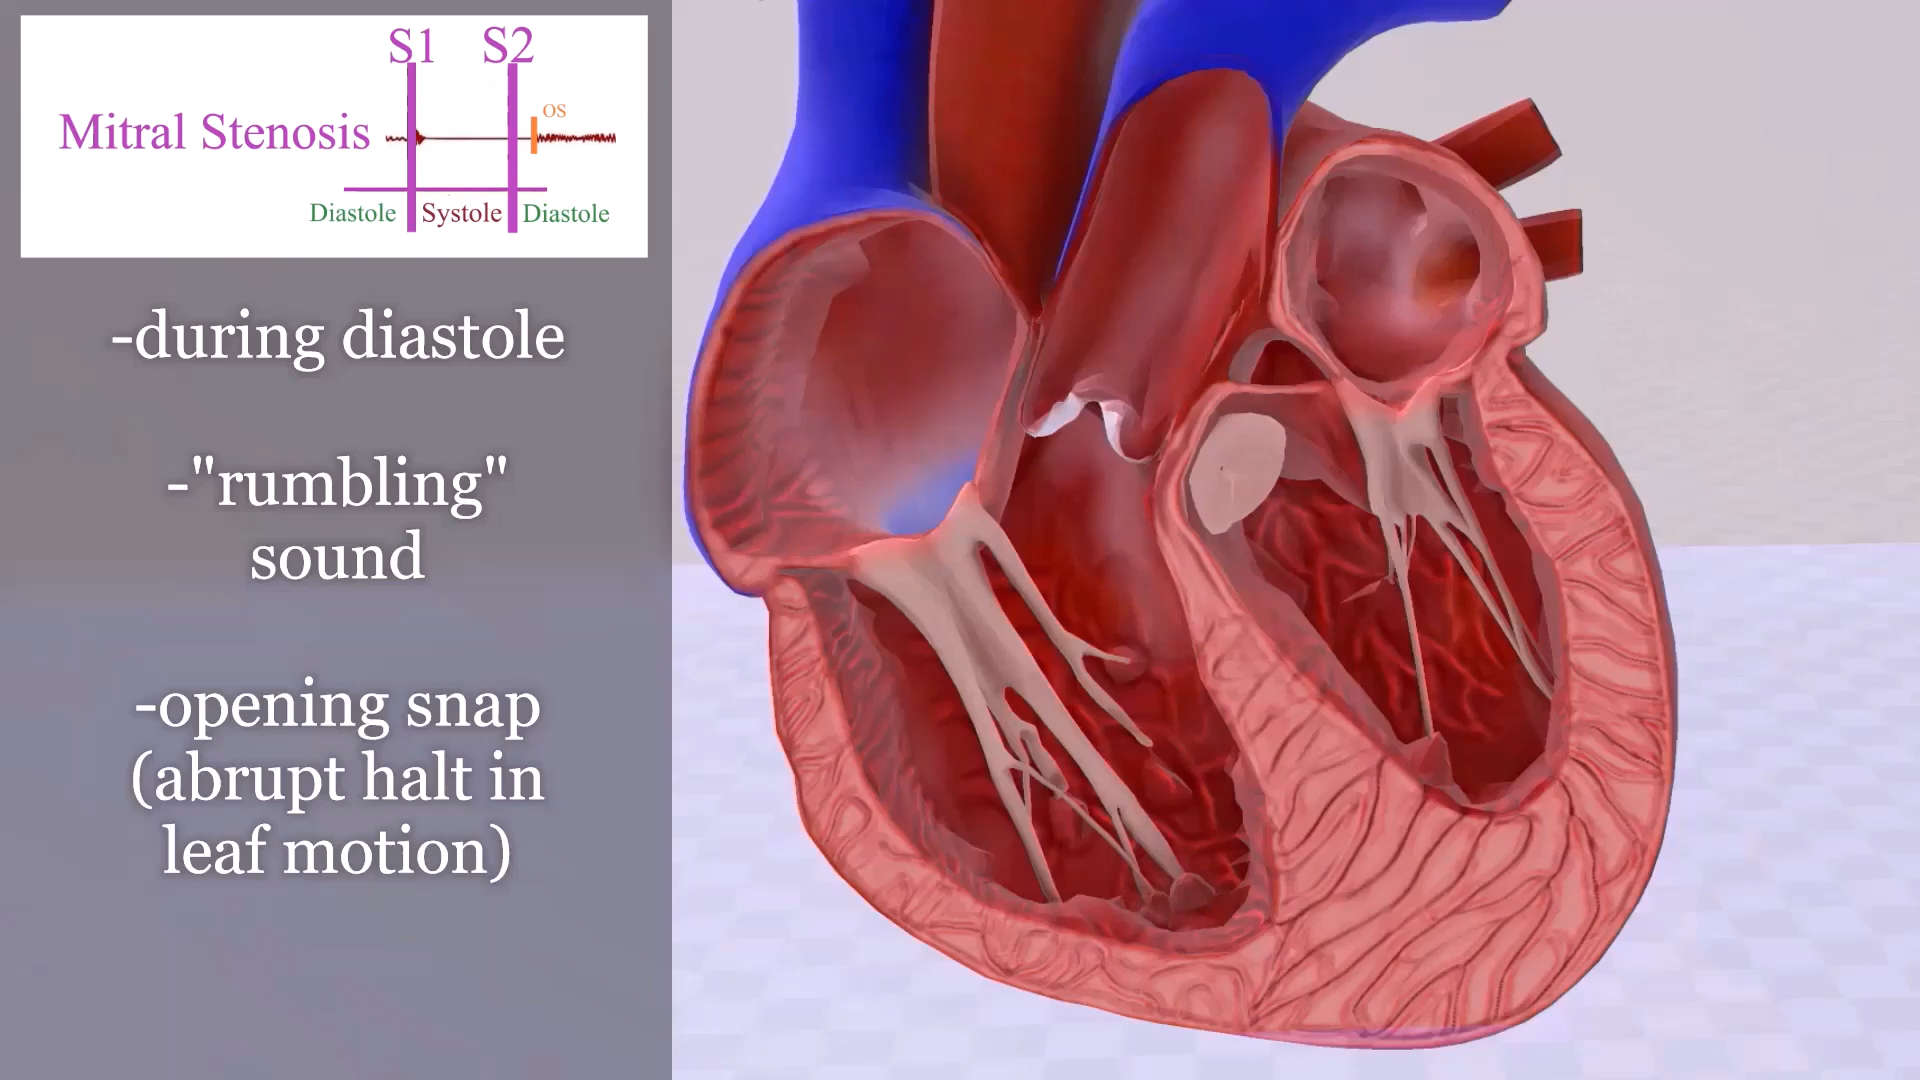 S1 S2
OS
Mitral Stenosis
Diastole Systole Diastole
-during diastole
-"rumbling"
sound
-opening snap
(abrupt halt in
leaf motion)